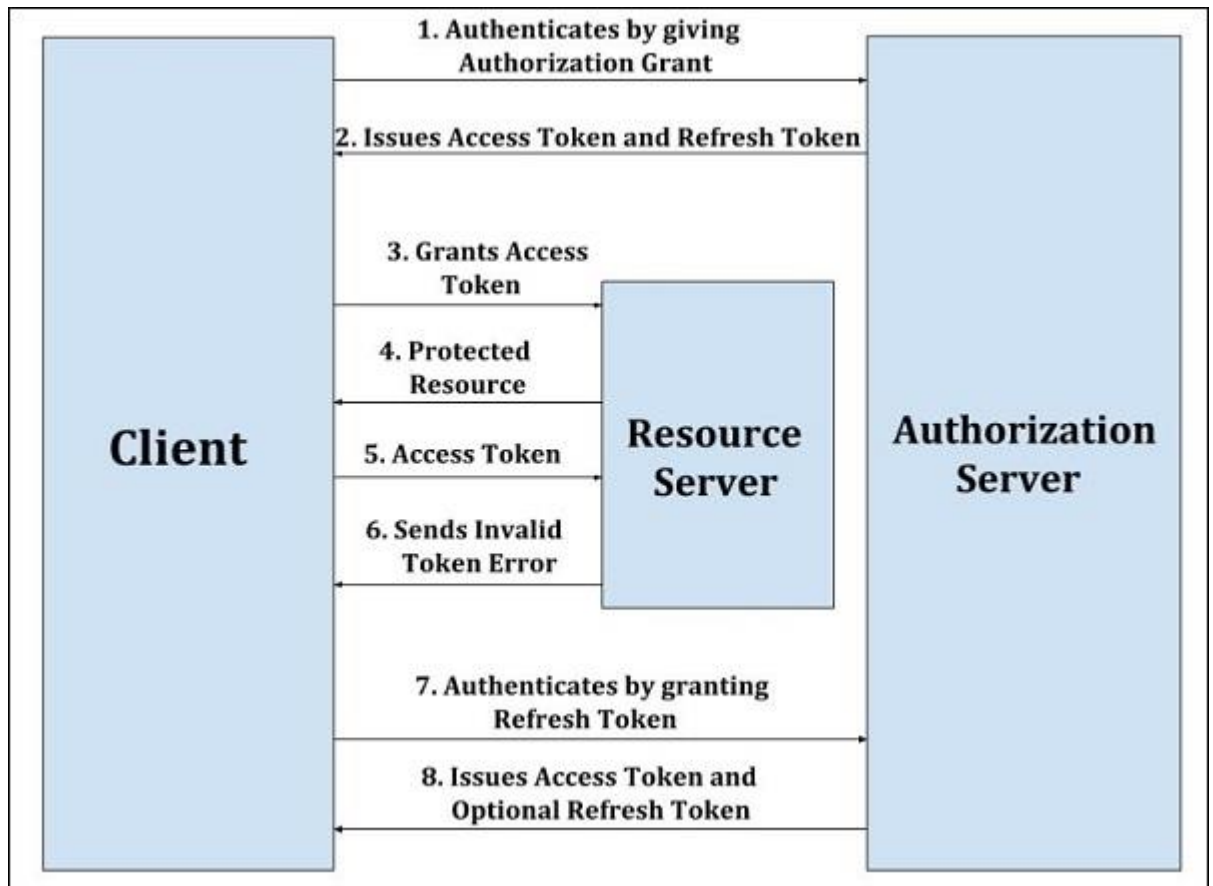 1. Authenticates by giving
Authorization Grant
2. Issues Access Token and Refresh Token
3. Grants Access
Token
4. Protected
Resource
Client
Resource
Server
Authorization
Server
5. Access Token
6. Sends Invalid
Token Error
7. Authenticates by granting
Refresh Token
8. Issues Access Token and
Optional Refresh Token